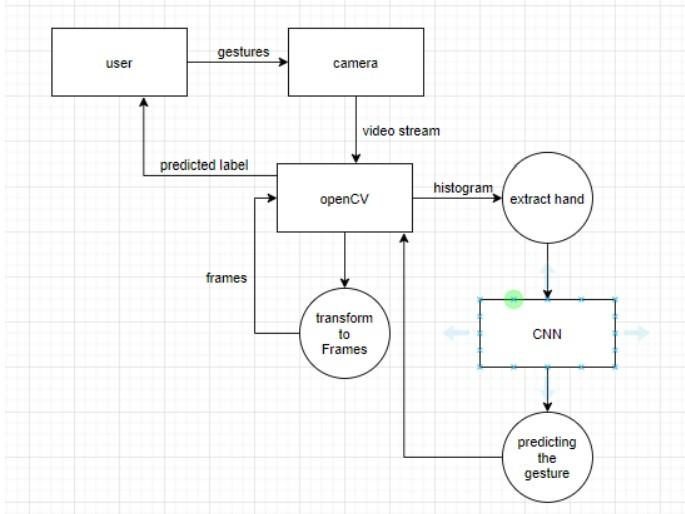 gestures
user
camera
video stream
predicted label
openCV
histogram
extract hand
frames
transform
to
Frames
CNN
predicting
the
gesture